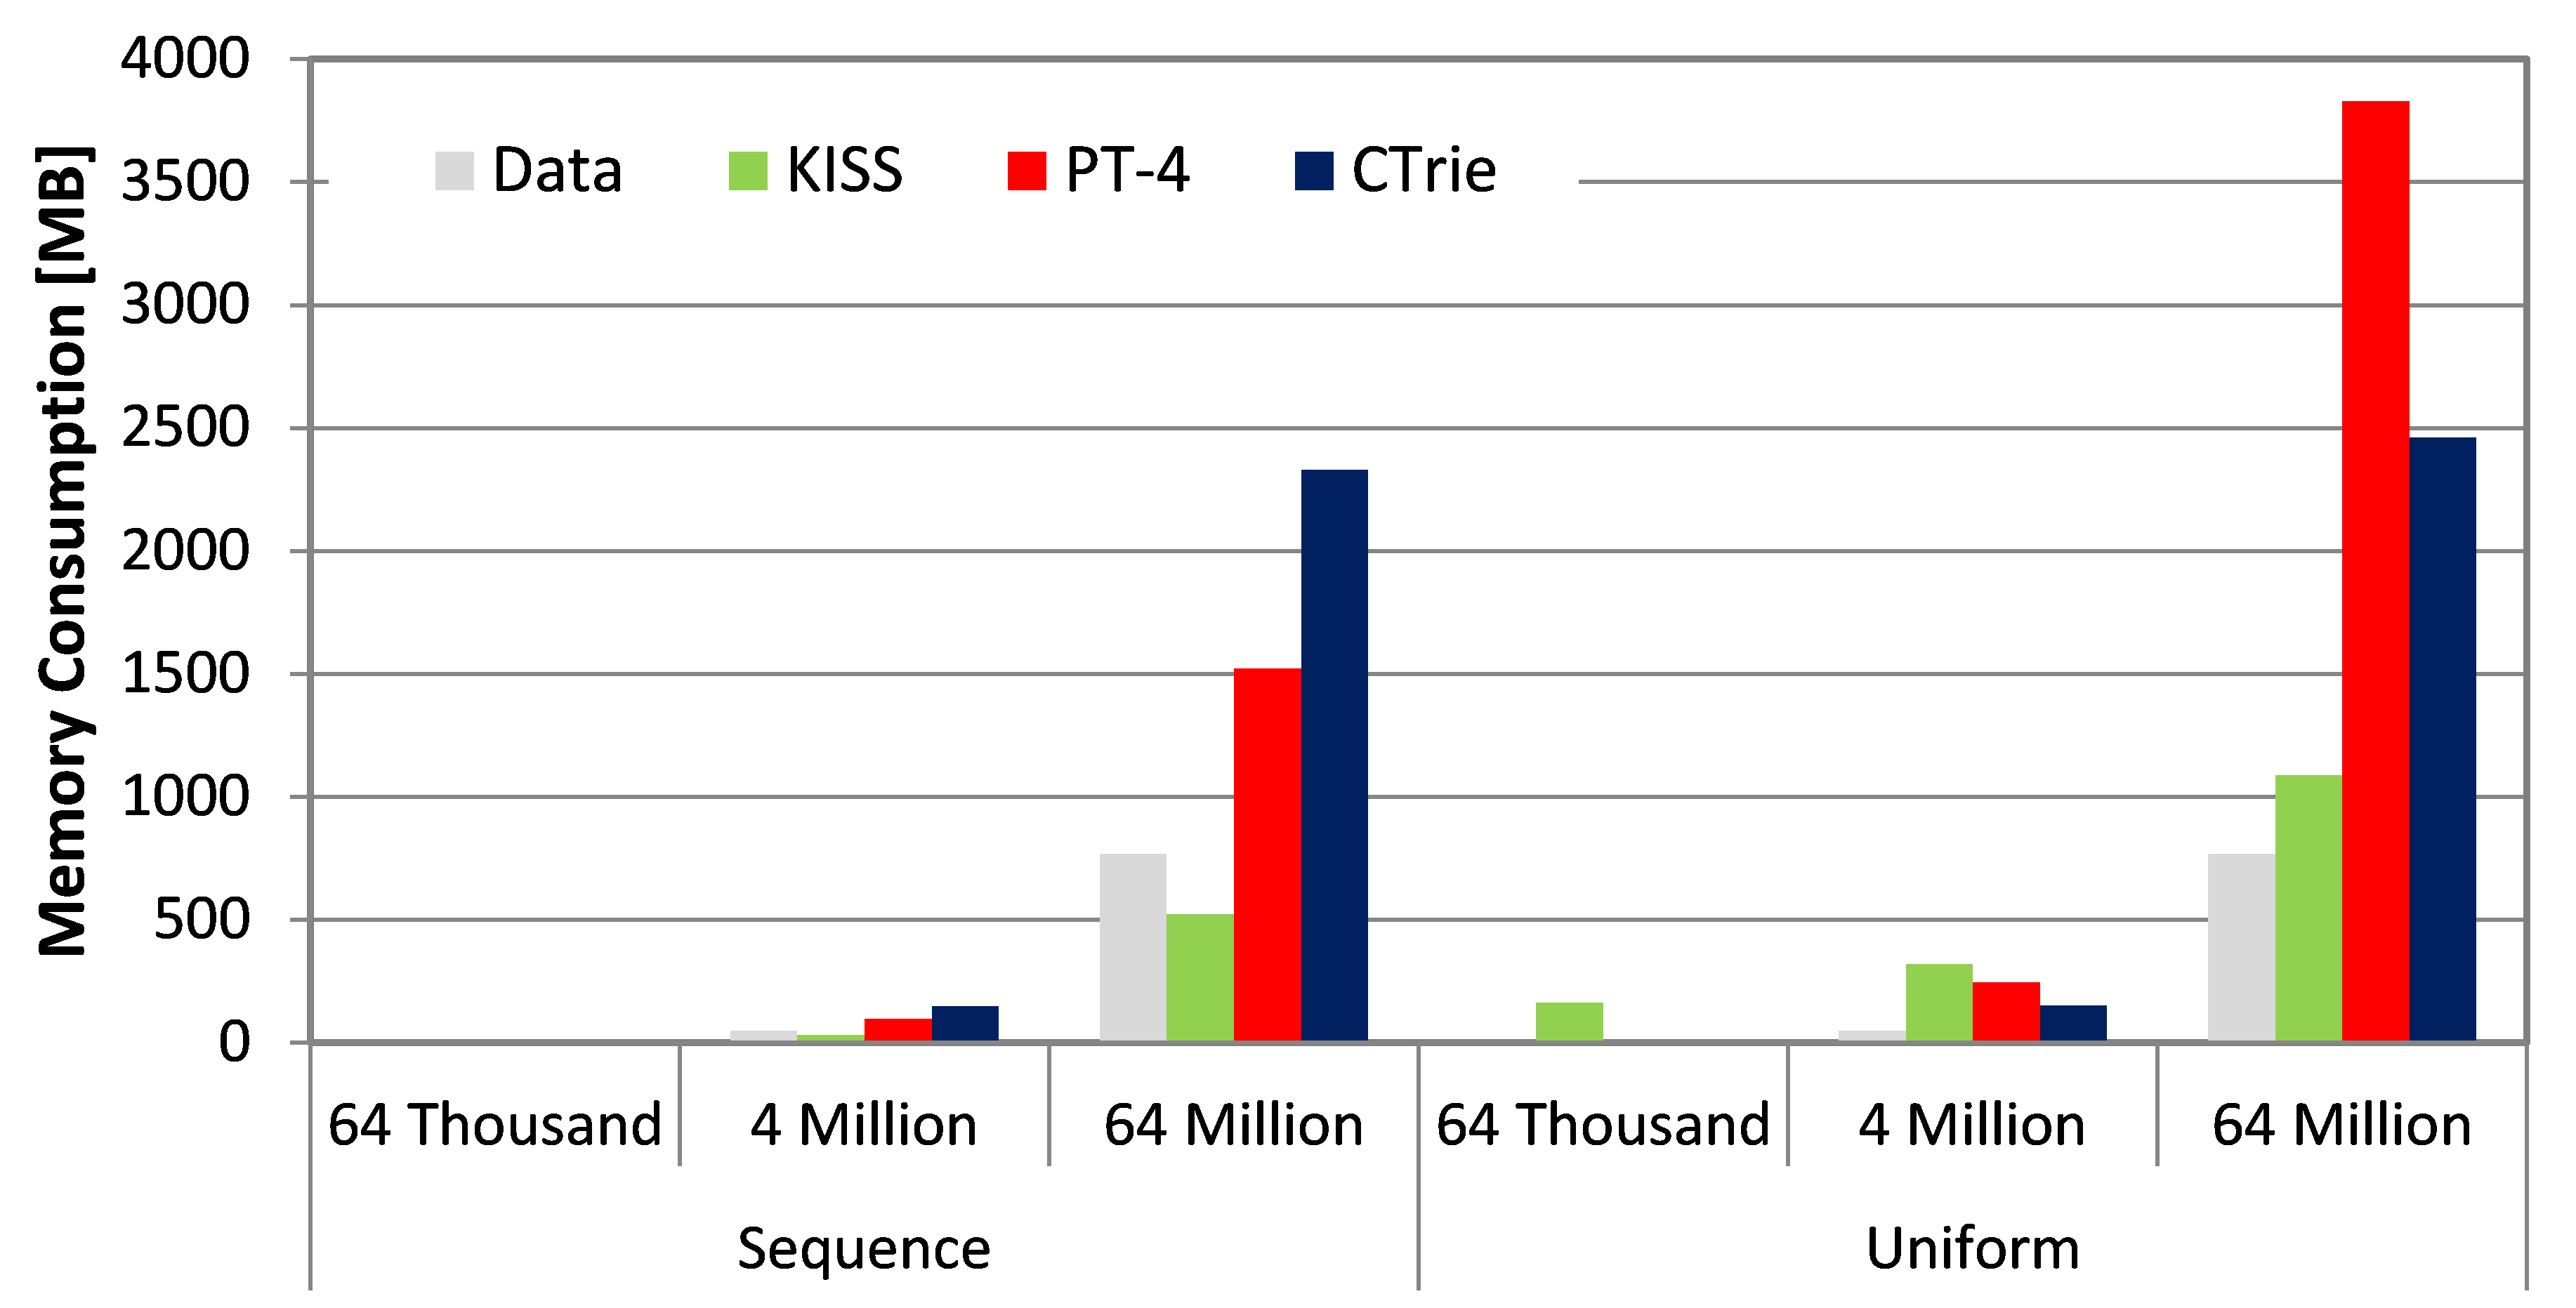 Memory Consumption [MB]
4000
3500
3000
2500
2000
1500
1000
500
0
Data KISS PT-4 CTrie
64 Thousand 4 Million 64 Million 64 Thousand 4 Million 64 Million
Sequence Uniform